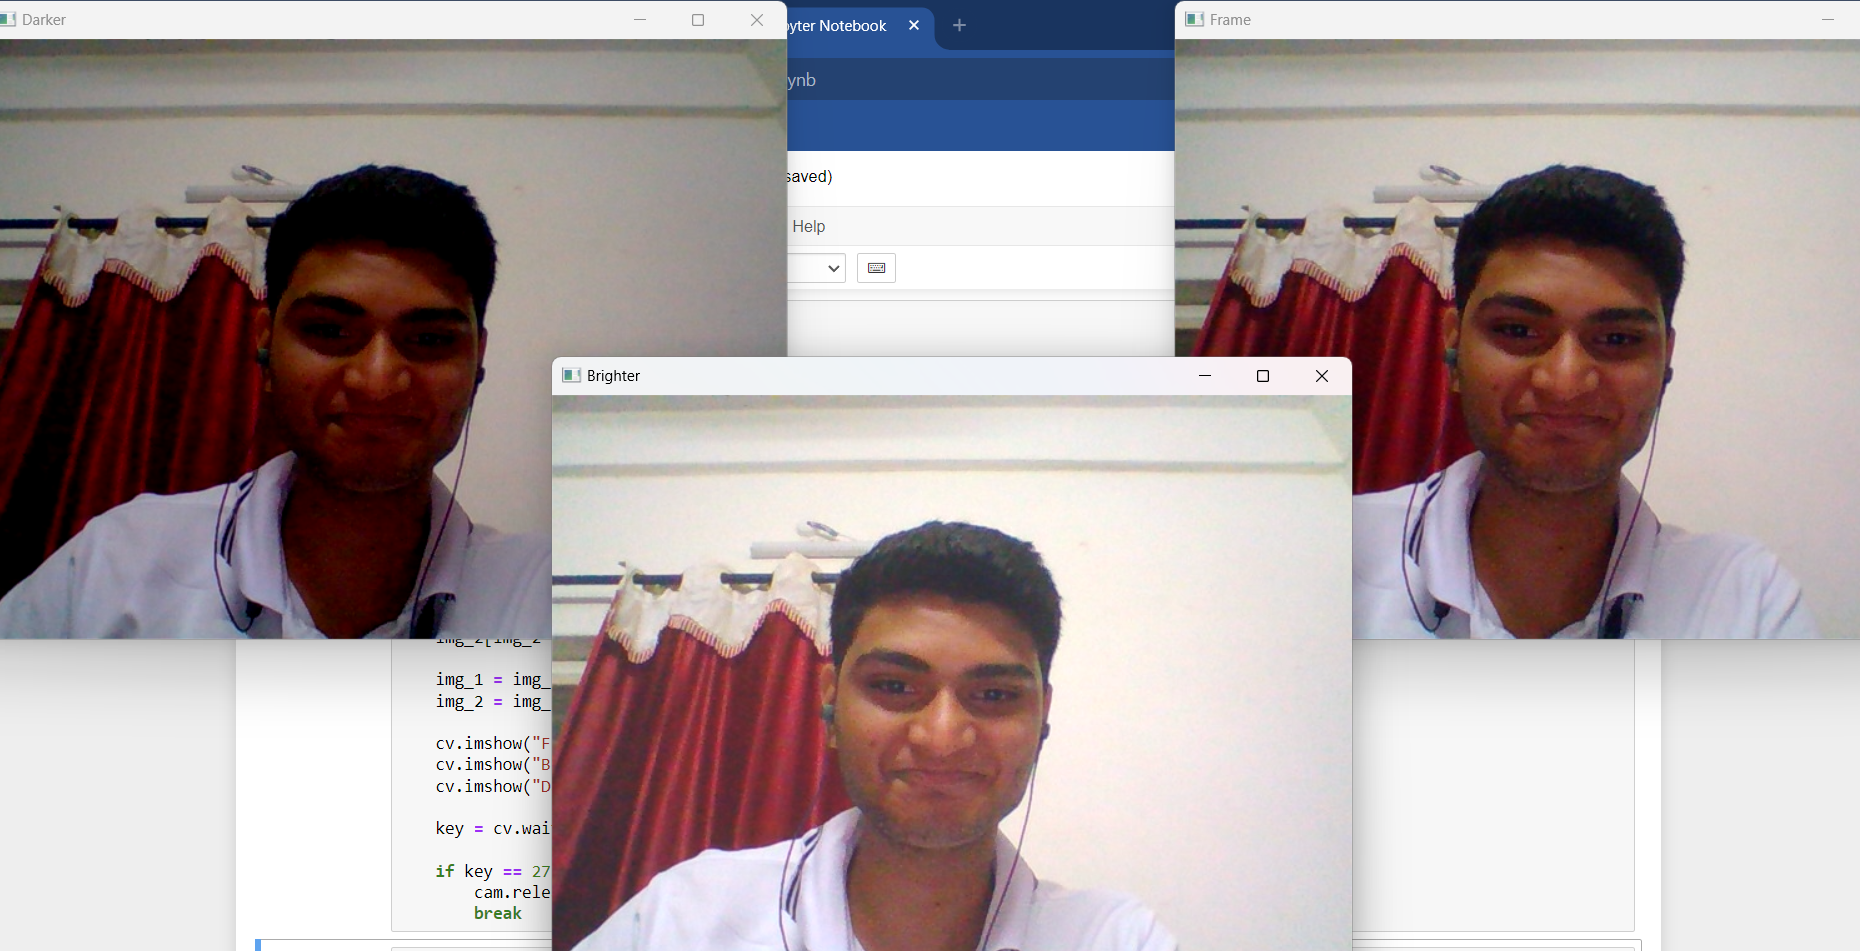 Darker
yter Notebook
Frame
ynb
saved)
Help
Brighter
img_2[img_2
img_1 = img_
img_2 = img_
cv.imshow("F
cv.imshow("B
cv.imshow("D
key = cv.wai
if key == 27
cam.rele
break